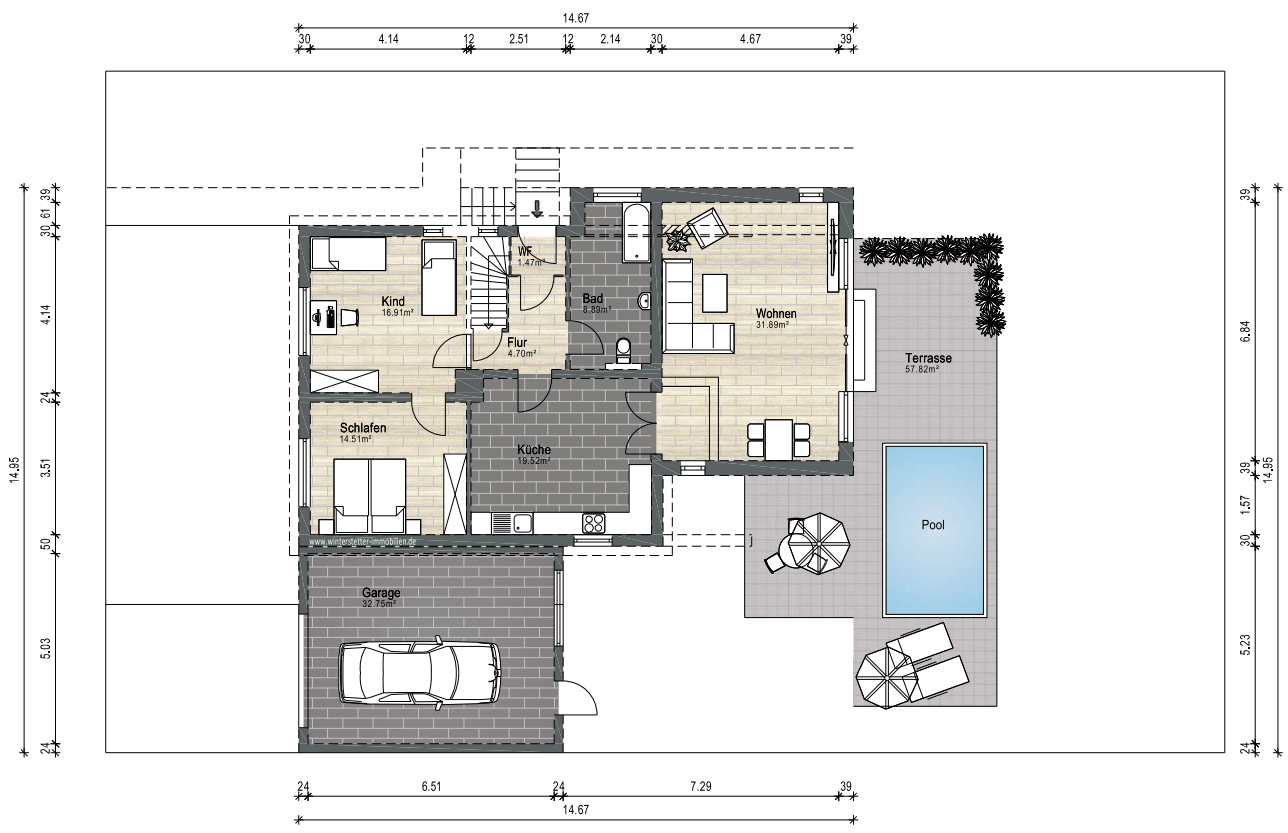 14.67
30 4.14 12 2.51 12 2.14 30 4.67 39
39
61
30
4.14
24
3.51
50
5.03
24
14.95
WF
1.47m²
Kind
16.91m²
Bad
8.89m²
Wohnen
31.89m²
Flur
4.70m²
Terrasse
57.82m²
Schlafen
14.51m²
Küche
19.52m²
Pool
www.winterstetter-immobilien.de
Garage
32.75m²
39
6.84
39
1.57
30
5.23
24
14.95
24 6.51 24 7.29 39
14.67